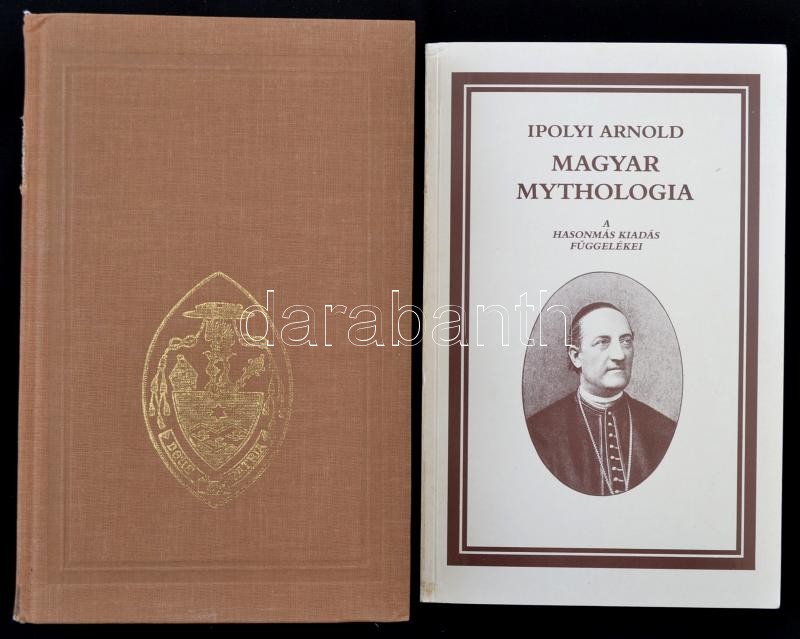 IPOLYI ARNOLD
MAGYAR
MYTHOLOGIA
A
HASONMÁS KIADÁS
FÜGGELÉKEI
darabanth